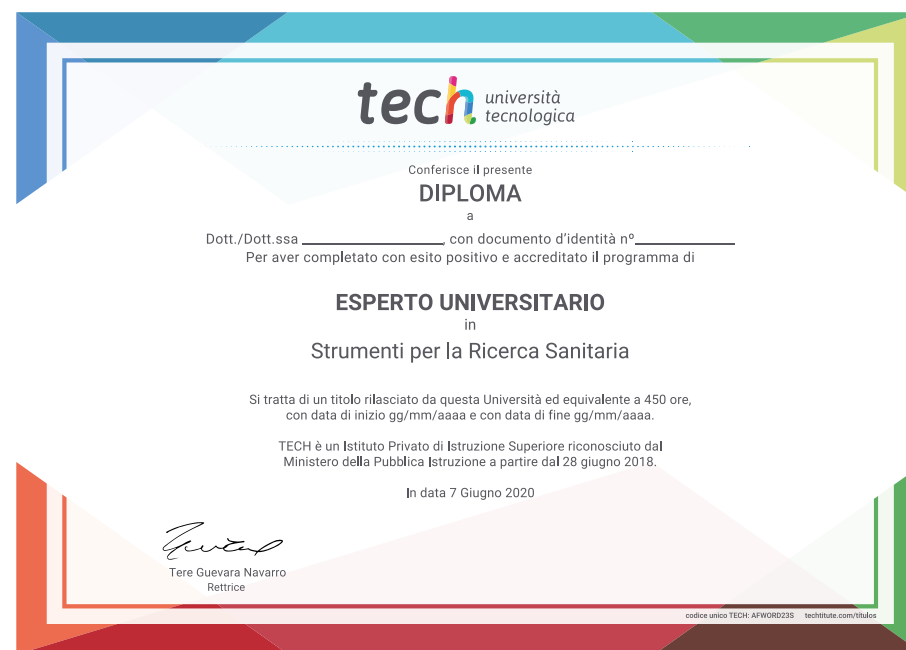 tech università
tecnologica
Conferisce il presente
DIPLOMA
a
Dott./Dott.ssa ____________________, con documento d'identità nº______________
Per aver completato con esito positivo e accreditato il programma di
ESPERTO UNIVERSITARIO
in
Strumenti per la Ricerca Sanitaria
Si tratta di un titolo rilasciato da questa Università ed equivalente a 450 ore,
con data di inizio gg/mm/aaaa e con data di fine gg/mm/aaaa.
TECH è un Istituto Privato di Istruzione Superiore riconosciuto dal
Ministero della Pubblica Istruzione a partire dal 28 giugno 2018.
In data 7 Giugno 2020
Tere Guevara Navarro
Rettrice
codice unico TECH: AFWORD23S techtitute.com/titulos